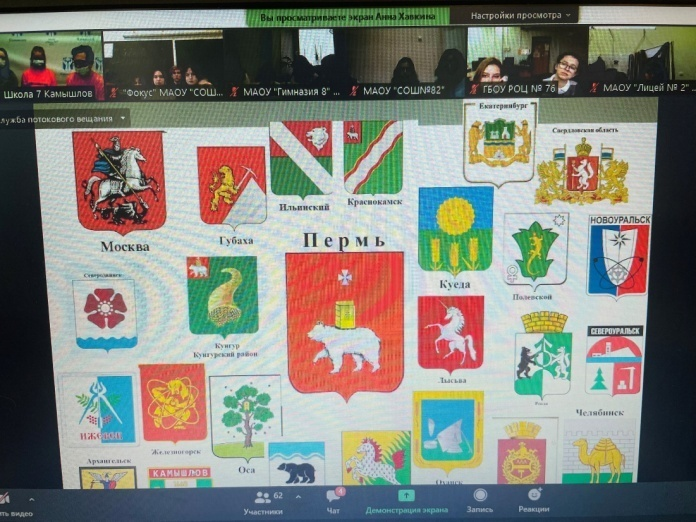 Вы просматриваете экран Анна Хавкина
Настройки просмотра
Школа 7 Камышлов
"Фокус" МАОУ "СОШ...
МАОУ "Гимназия 8" ...
МАОУ "СОШ№82"
ГБОУ РОЦ № 76
МАОУ "Лицей № 2" ...
служба потокового вещания
Екатеринбург
Свердловская область
Ильинский
Краснокамск
Москва
Губаха
Пермь
НОВОУРАЛЬСК
Куеда
Полевской
Североуральск
Кунгур
Кунгурский район
Лысьва
СЕВЕРОУРАЛЬСК
ИЖЕВСК
Железногорск
Оса
Челябинск
Архангельск
КАМЫШЛОВ
Оханск
ить видео
62
Участники
4
Чат
Демонстрация экрана
Запись
Реакции